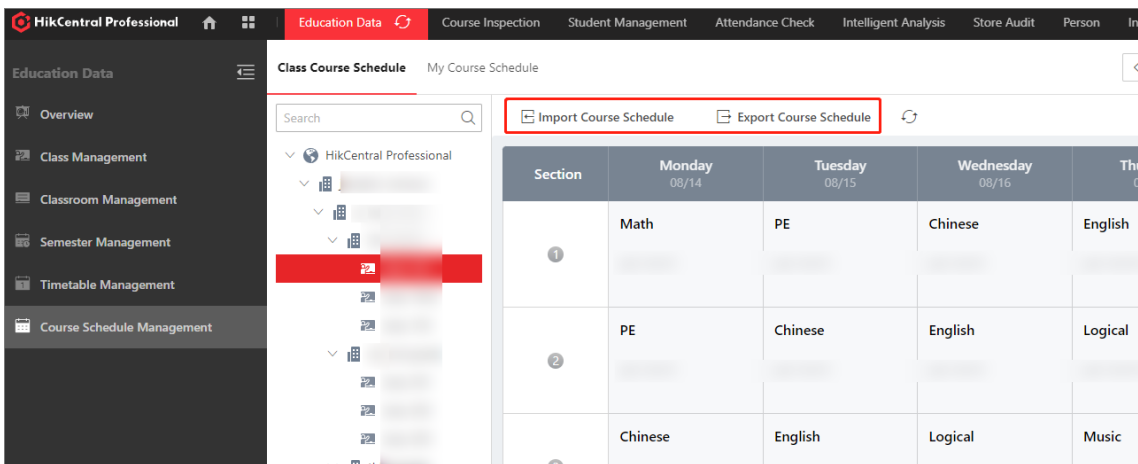 HikCentral Professional
Education Data
Course Inspection
Student Management
Attendance Check
Intelligent Analysis
Store Audit
Person
Education Data
Overview
Class Management
Classroom Management
Semester Management
Timetable Management
Course Schedule Management
Class Course Schedule
My Course Schedule
Search
HikCentral Professional
Import Course Schedule
Export Course Schedule
Section
Monday
Tuesday
Wednesday
08/14
08/15
08/16
1
Math
PE
Chinese
English
2
PE
Chinese
English
Logical
Chinese
English
Logical
Music